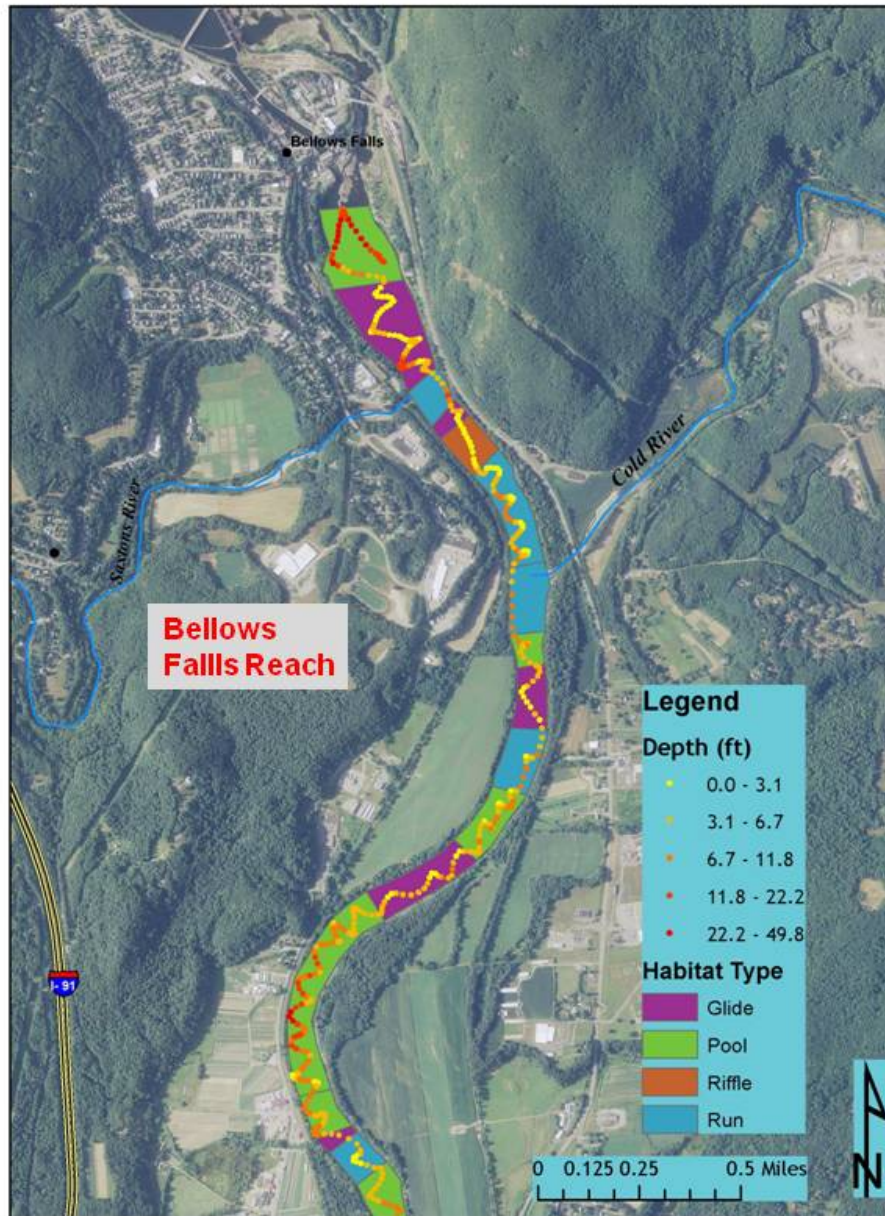 Bellows Falls
Cold River
Saxtons River
Bellows
Fallls Reach
I-91
Legend
Depth (ft)
0.0 - 3.1
3.1 - 6.7
6.7 - 11.8
11.8 - 22.2
22.2 - 49.8
Habitat Type
Glide
Pool
Riffle
Run
0 0.125 0.25 0.5 Miles
N